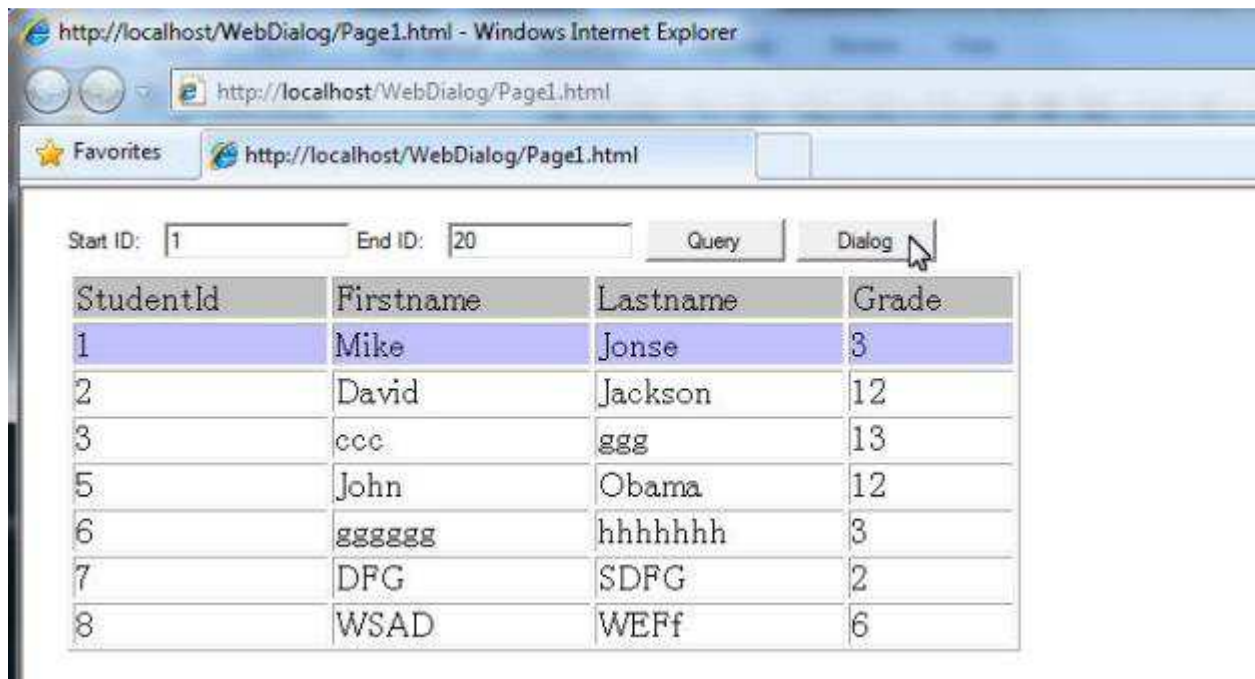 http://localhost/WebDialog/Page1.html - Windows Internet Explorer
http://localhost/WebDialog/Page1.html
Favorites http://localhost/WebDialog/Page1.html
Start ID: 1 End ID: 20 Query Dialog
StudentId Firstname Lastname Grade
1 Mike Jonse 3
2 David Jackson 12
3 ccc ggg 13
5 John Obama 12
6 gggggg hhhhhhh 3
7 DFG SDFG 2
8 WSAD WEFf 6